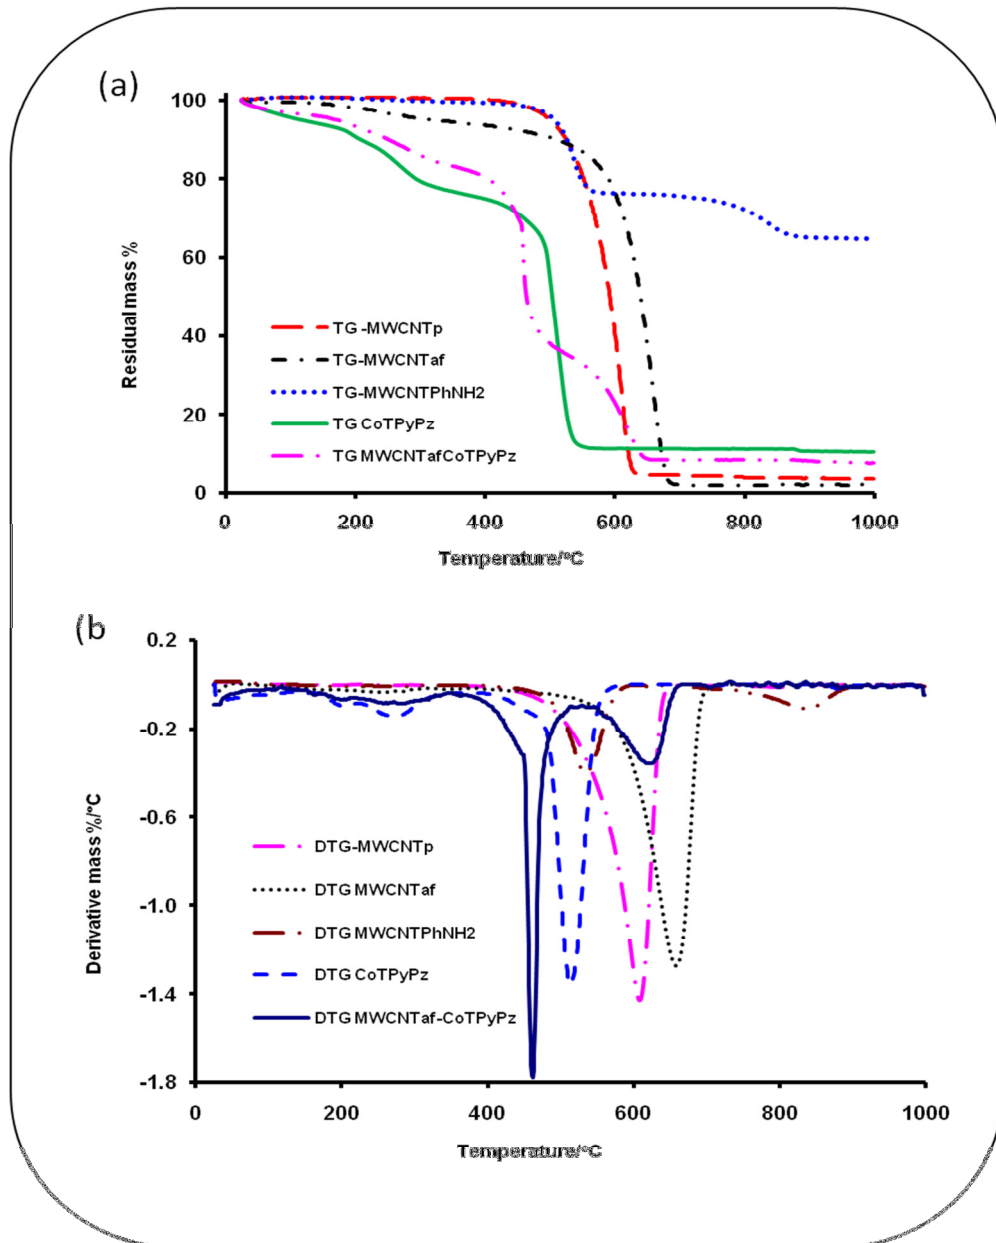 (a)
100
80
60
40
20
0
Residual mass %
TG -MWCNTp
TG-MWCNTaf
TG-MWCNTPhNH2
TG CoTPyPz
TG MWCNTafCoTPyPz
0 200 400 600 800 1000
Temperature/ºC
(b
0.2
-0.2
-0.6
-1.0
-1.4
-1.8
Derivative mass %/ºC
DTG-MWCNTp
DTG MWCNTaf
DTG MWCNTPhNH2
DTG CoTPyPz
DTG MWCNTaf-CoTPyPz
0 200 400 600 800 1000
Temperature/ºC